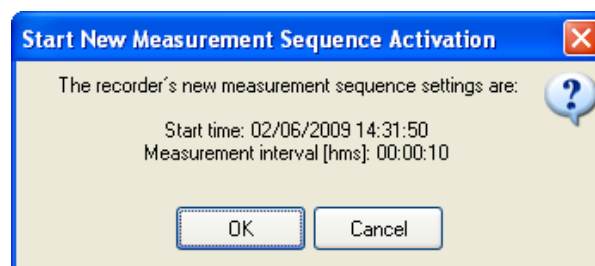 Start New Measurement Sequence Activation
The recorder's new measurement sequence settings are:
Start time: 02/06/2009 14:31:50
Measurement interval [hms]: 00:00:10
OK Cancel